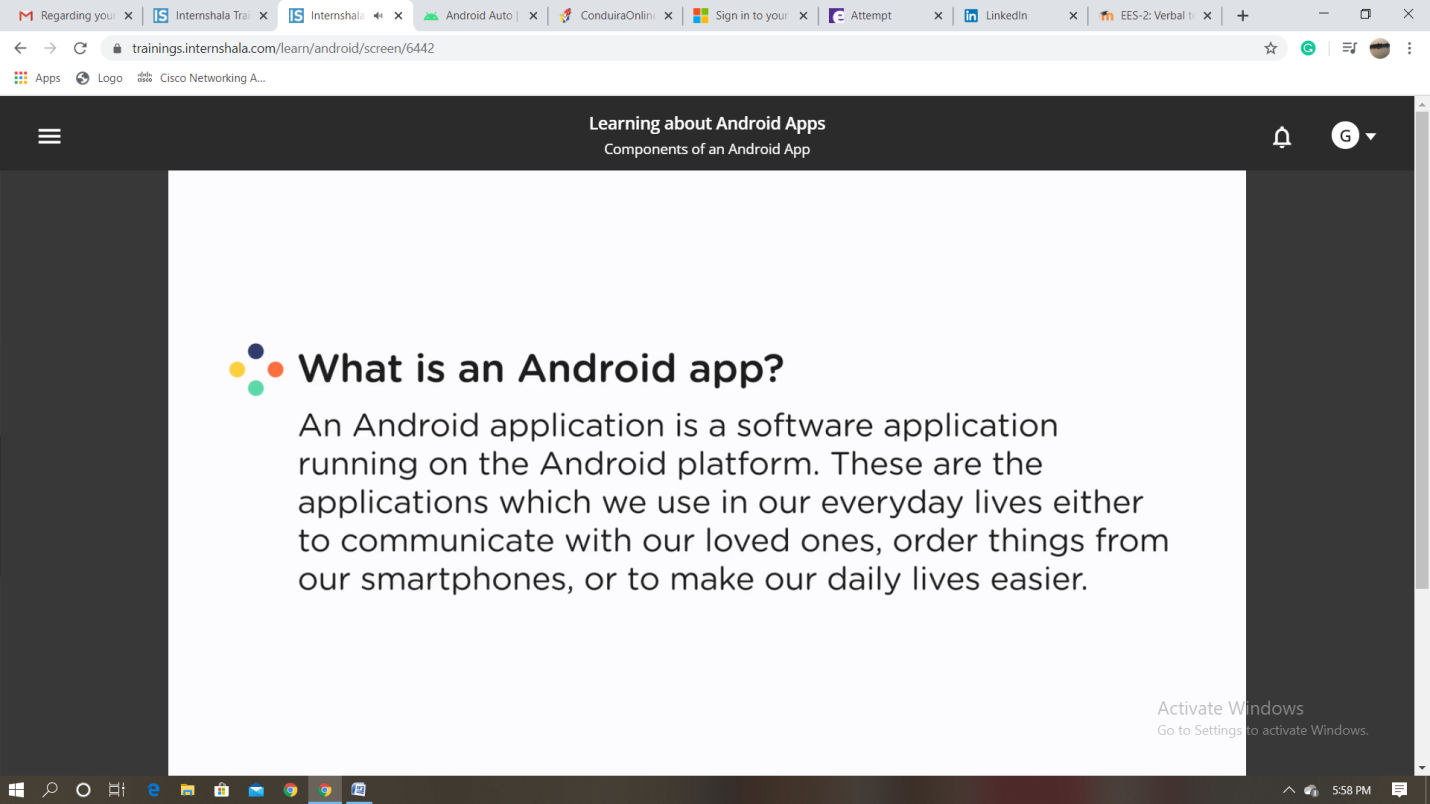 Regarding your
Internshala Trai
Internshala
Android Auto
ConduiraOnline
Sign in to your
Attempt
LinkedIn
EES-2: Verbal t
trainings.internshala.com/learn/android/screen/6442
Apps
Logo
Cisco Networking A...
Learning about Android Apps
Components of an Android App
G
What is an Android app?
An Android application is a software application
running on the Android platform. These are the
applications which we use in our everyday lives either
to communicate with our loved ones, order things from
our smartphones, or to make our daily lives easier.
Activate Windows
Go to Settings to activate Windows.
5:58 PM